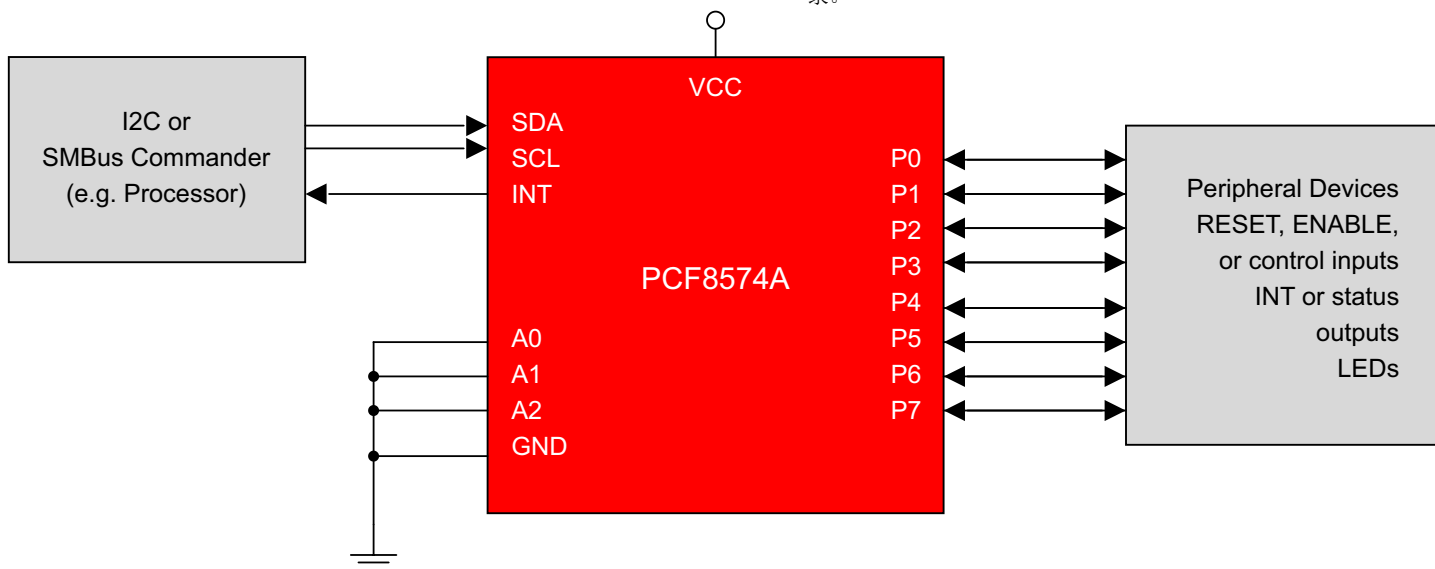 录。
I2C or
SMBus Commander
(e.g. Processor)
VCC
SDA
SCL
INT
PCF8574A
A0
A1
A2
GND
P0
P1
P2
P3
P4
P5
P6
P7
Peripheral Devices
RESET, ENABLE,
or control inputs
INT or status
outputs
LEDs